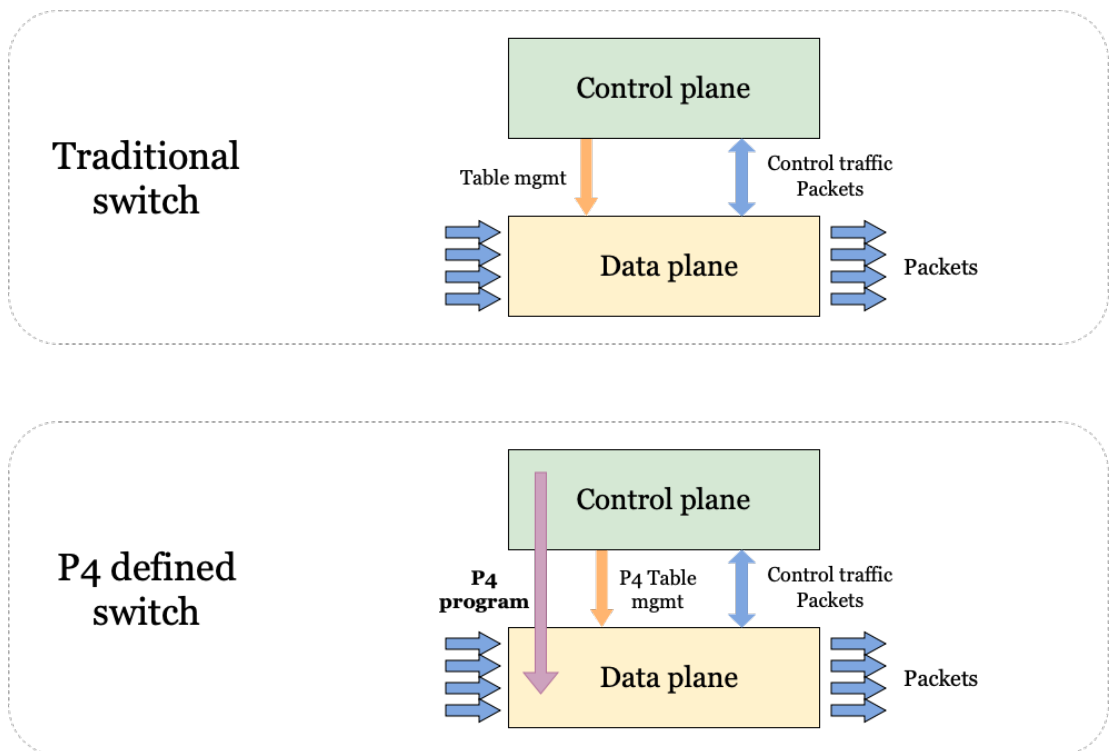 Control plane
Traditional
switch
Table mgmt
Control traffic
Packets
Data plane
Packets
Control plane
P4 defined
switch
P4
program
P4 Table
mgmt
Control traffic
Packets
Data plane
Packets